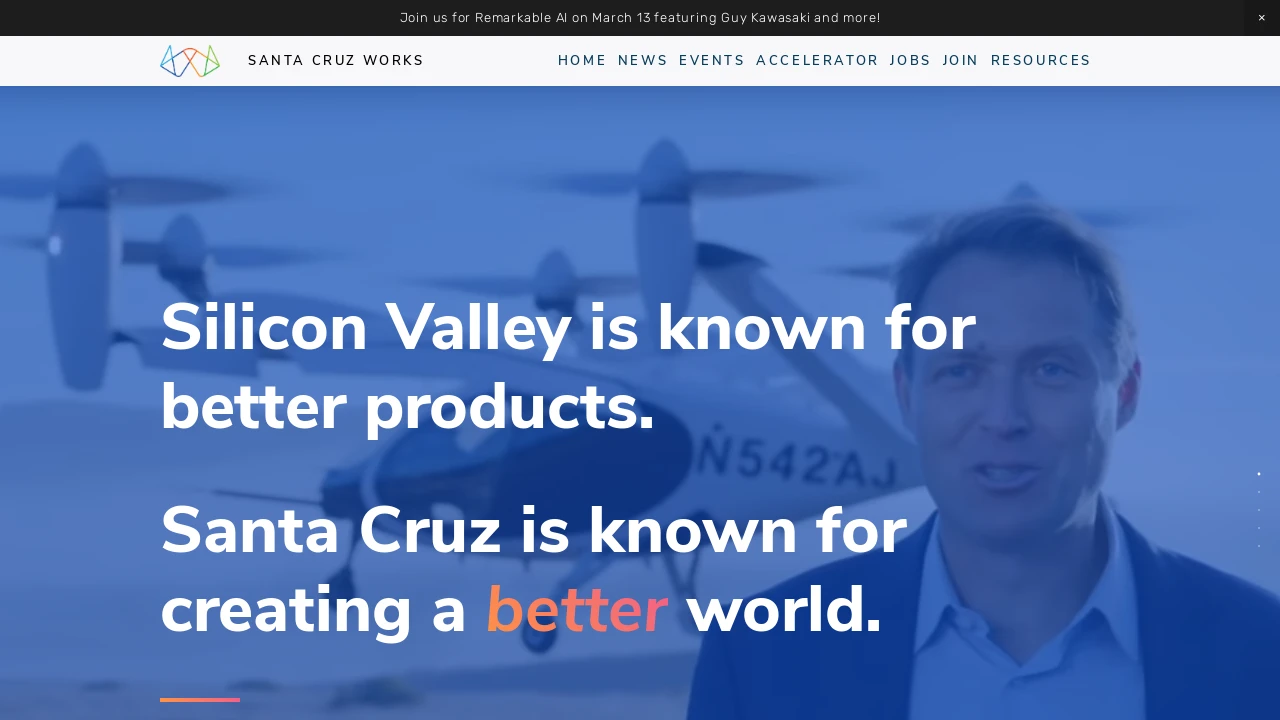 Join us for Remarkable AI on March 13 featuring Guy Kawasaki and more!
×
SANTA CRUZ WORKS
HOME NEWS EVENTS ACCELERATOR JOBS JOIN RESOURCES
Silicon Valley is known for
better products.
N542AJ
Santa Cruz is known for
creating a better world.